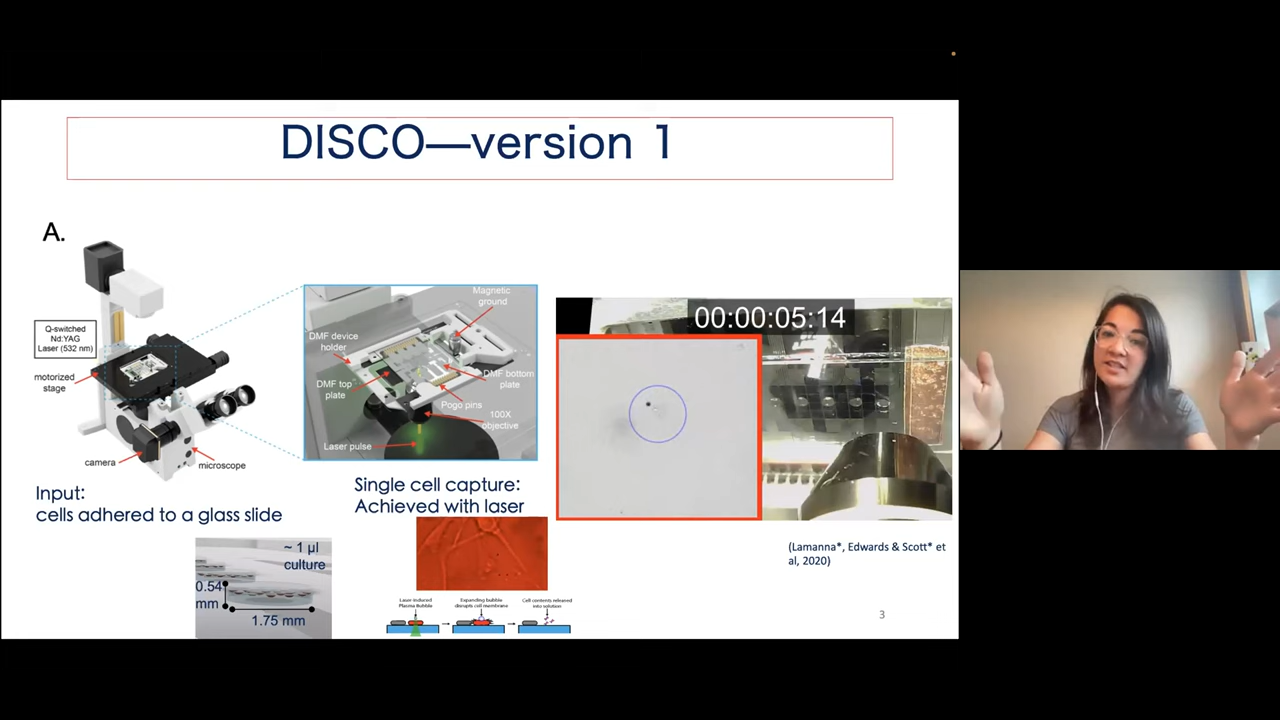 DISCO—version 1
A.
Q-switched
Nd:YAG
Laser (532 nm)
motorized
stage
camera
microscope
Magnetic
ground
DMF device
holder
DMF top
plate
DMF bottom
plate
Pogo pins
100X
objective
Laser pulse
00:00:05:14
Input:
cells adhered to a glass slide
Single cell capture:
Achieved with laser
~ 1 µl
culture
0.54
mm
1.75 mm
Laser-induced
Plasma Bubble
Expanding bubble
disrupts cell membrane
Cell contents released
into solution
(Lamanna*, Edwards & Scott* et
al, 2020)
3